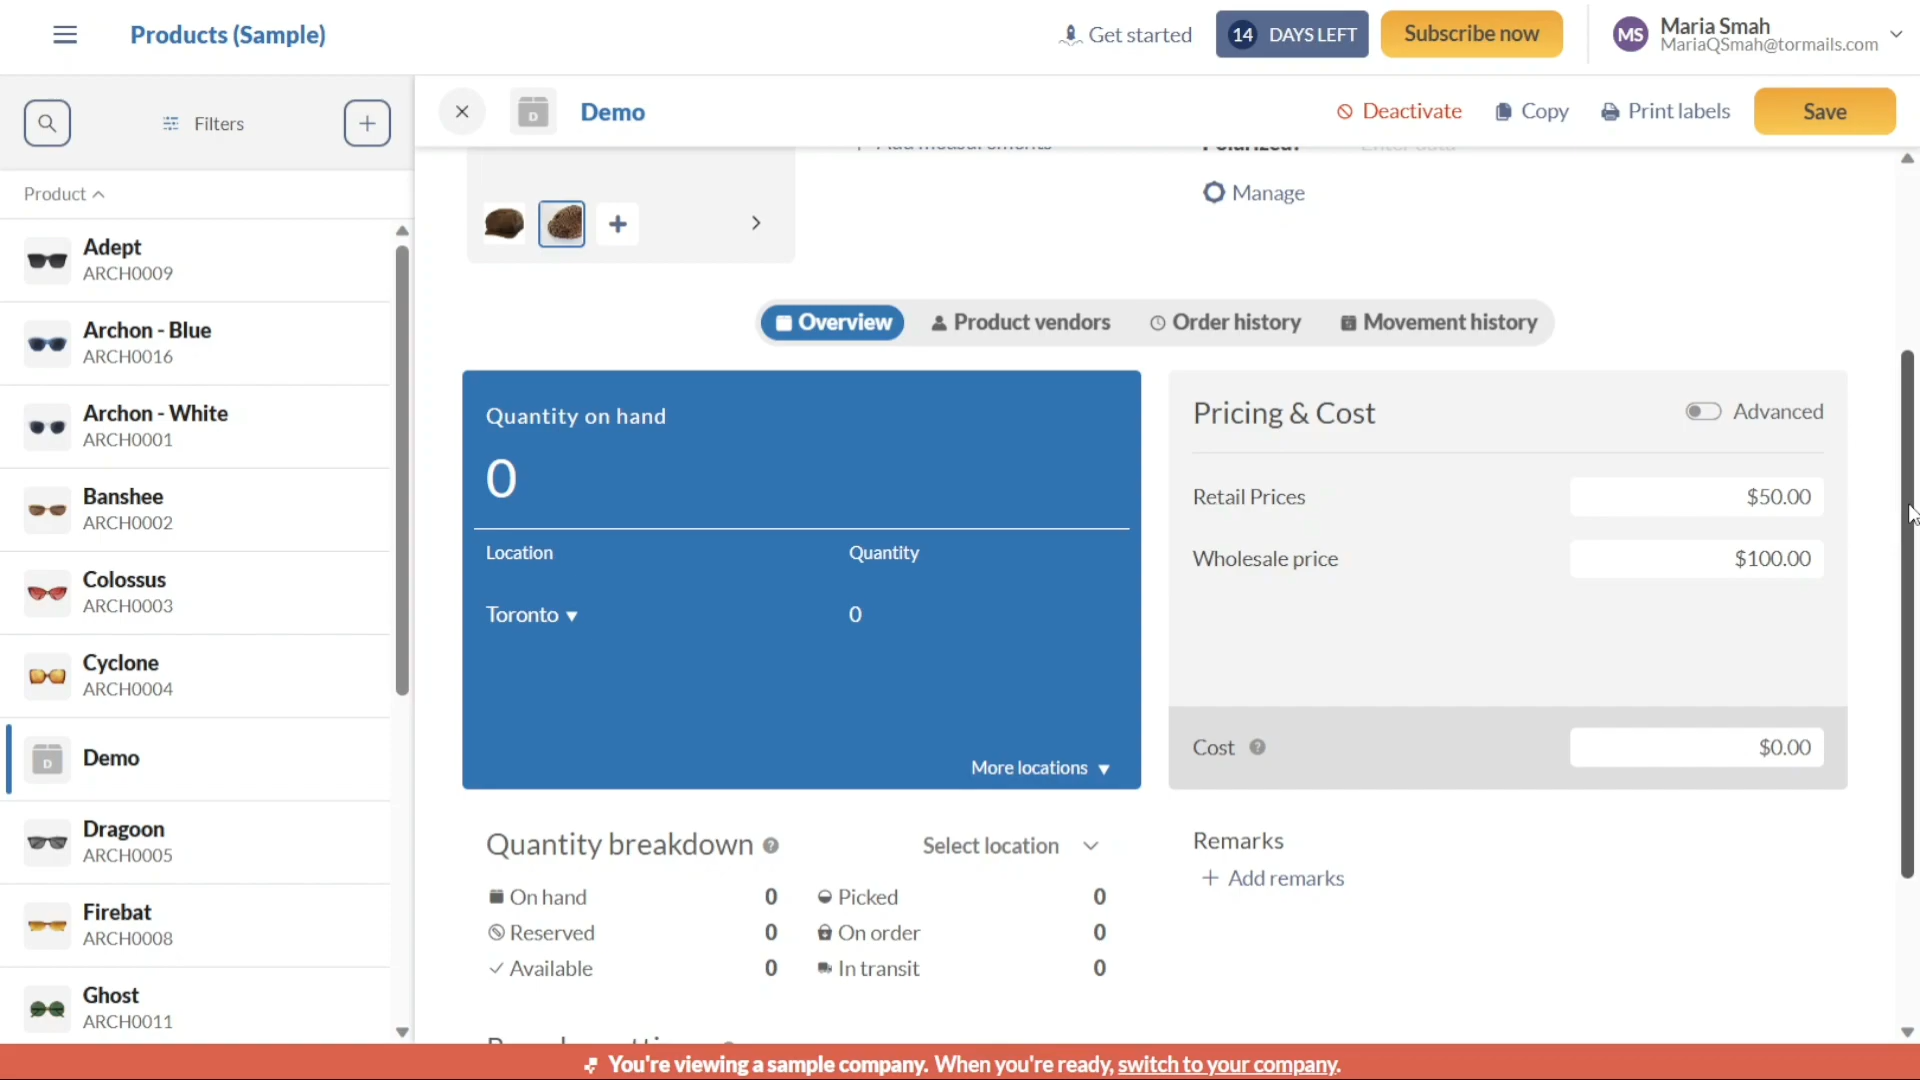 Products (Sample)
Get started
14 DAYS LEFT
Subscribe now
MS
Maria Smah
MariaQSmah@tormails.com
Filters
Product
Adept
ARCH0009
Archon - Blue
ARCH0016
Archon - White
ARCH0001
Banshee
ARCH0002
Colossus
ARCH0003
Cyclone
ARCH0004
D
Demo
Dragoon
ARCH0005
Firebat
ARCH0008
Ghost
ARCH0011
D
Demo
Deactivate
Copy
Print labels
Save
Manage
Overview
Product vendors
Order history
Movement history
Quantity on hand
0
Location Quantity
Toronto 0
More locations
Pricing & Cost
Advanced
Retail Prices $50.00
Wholesale price $100.00
Cost $0.00
Quantity breakdown
Select location
On hand 0 Picked 0
Reserved 0 On order 0
Available 0 In transit 0
Remarks
+ Add remarks
You're viewing a sample company. When you're ready, switch to your company.